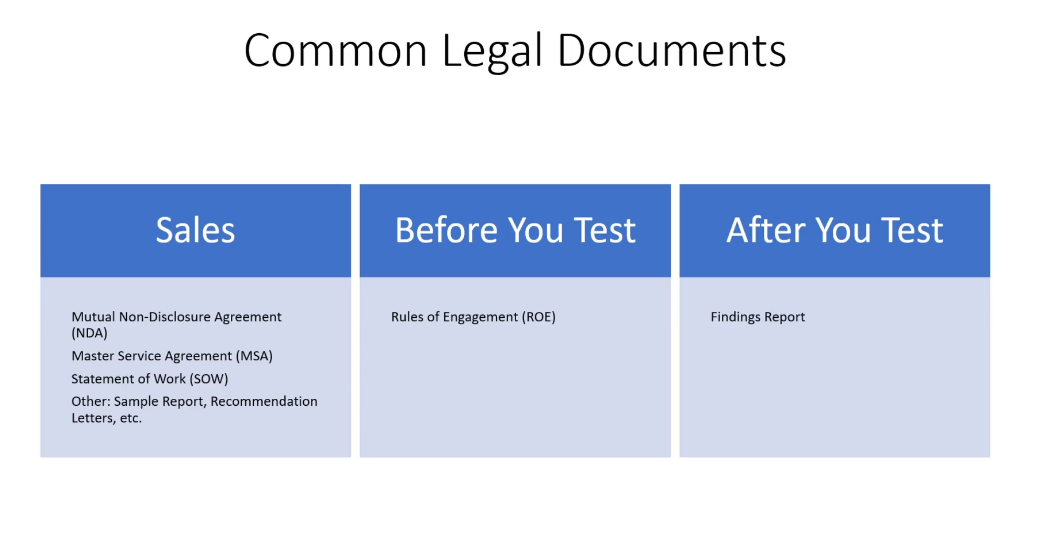 Common Legal Documents
Sales
Mutual Non-Disclosure Agreement
(NDA)
Master Service Agreement (MSA)
Statement of Work (SOW)
Other: Sample Report, Recommendation
Letters, etc.
Before You Test
Rules of Engagement (ROE)
After You Test
Findings Report